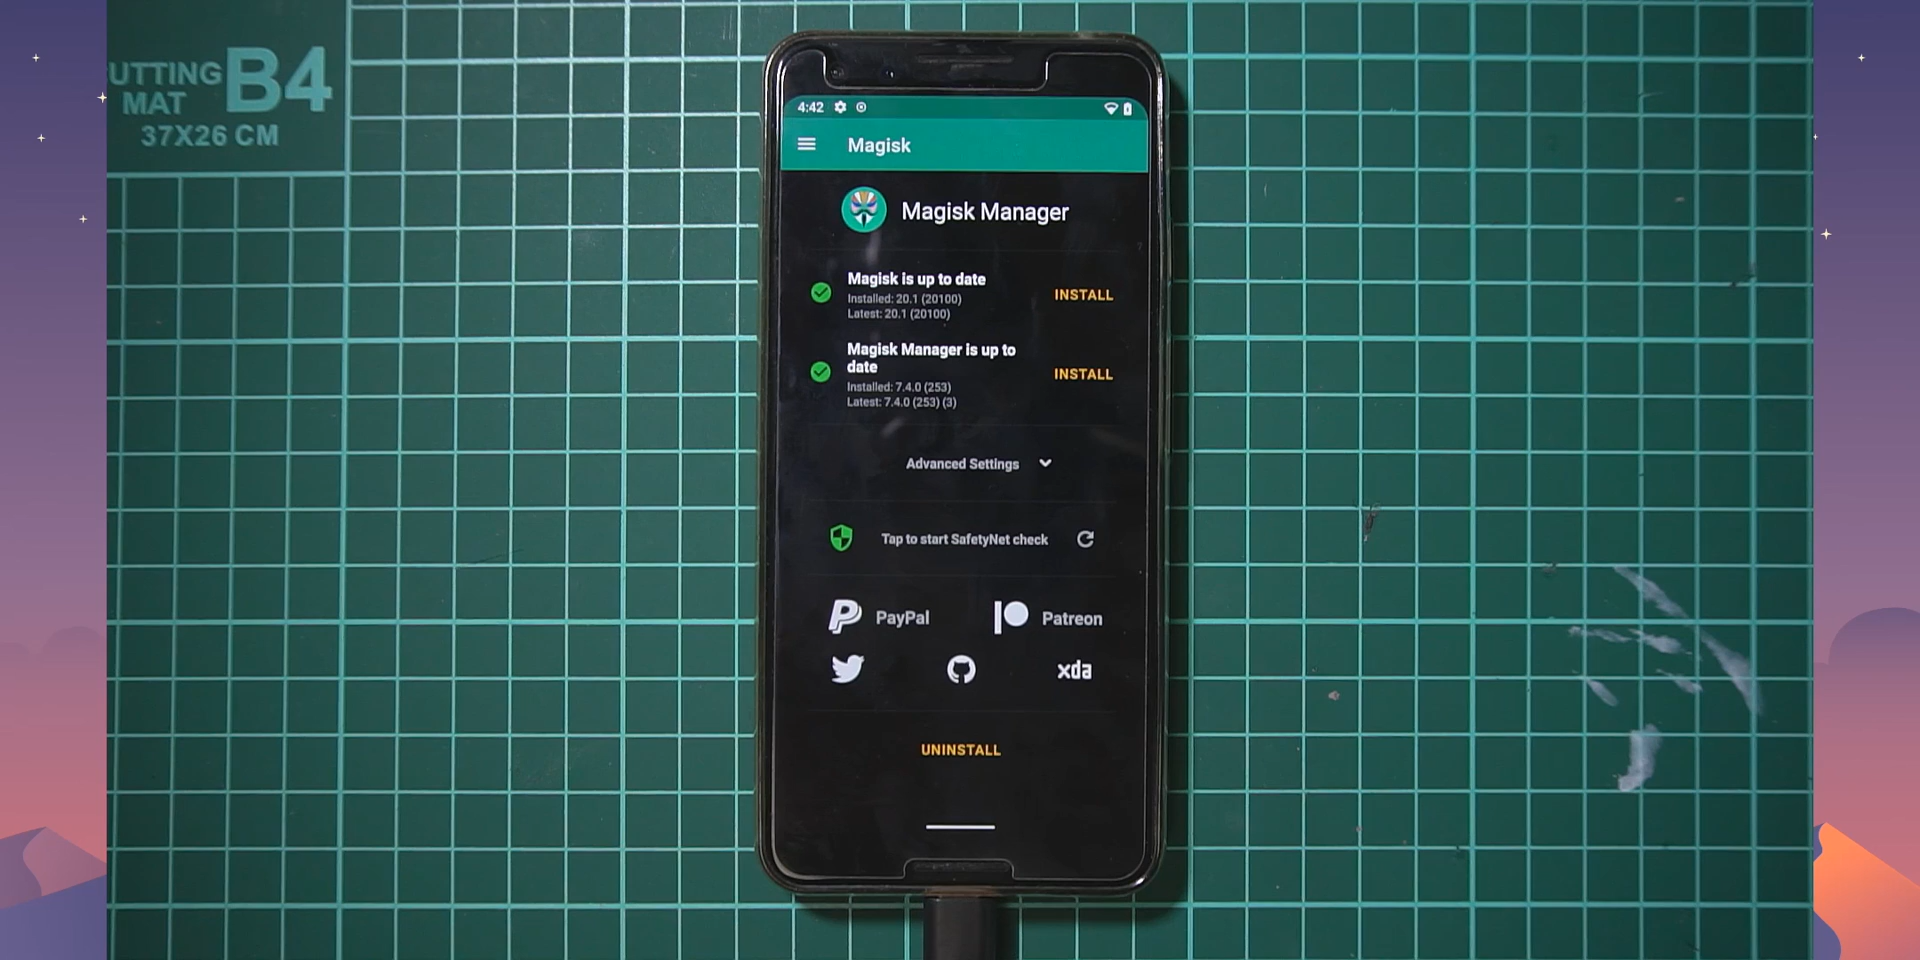 UTTING
MAT
B4
37X26 CM
4:42
Magisk
Magisk Manager
Magisk is up to date
Installed: 20.1 (20100)
Latest: 20.1 (20100)
INSTALL
Magisk Manager is up to
date
Installed: 7.4.0 (253)
Latest: 7.4.0 (253) (3)
INSTALL
Advanced Settings
Tap to start SafetyNet check
PayPal
Patreon
xda
UNINSTALL